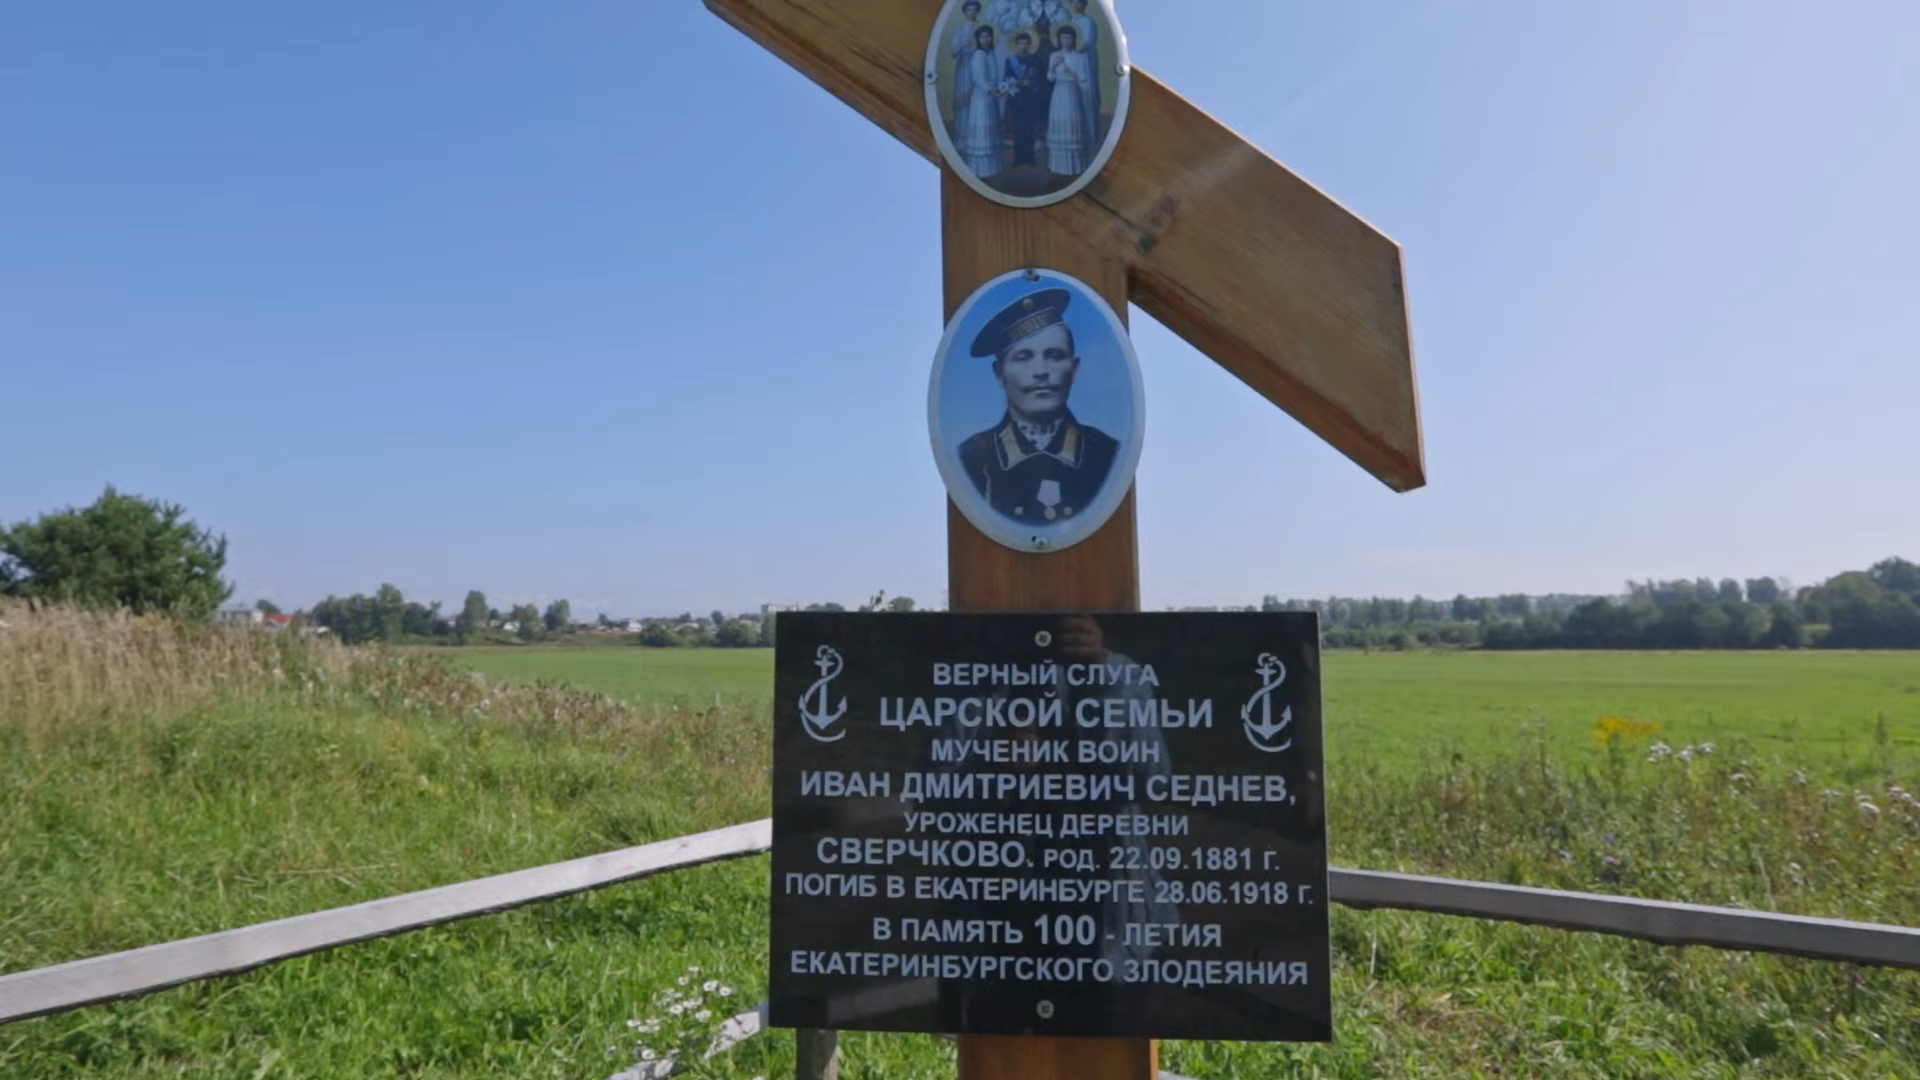 ВЕРНЫЙ СЛУГА
ЦАРСКОЙ СЕМЬИ
МУЧЕНИК ВОИН
ИВАН ДМИТРИЕВИЧ СЕДНЕВ,
УРОЖЕНЕЦ ДЕРЕВНИ
СВЕРЧКОВО. РОД. 22.09.1881 Г.
ПОГИБ В ЕКАТЕРИНБУРГЕ 28.06.1918 Г.
В ПАМЯТЬ 100 - ЛЕТИЯ
ЕКАТЕРИНБУРГСКОГО ЗЛОДЕЯНИЯ